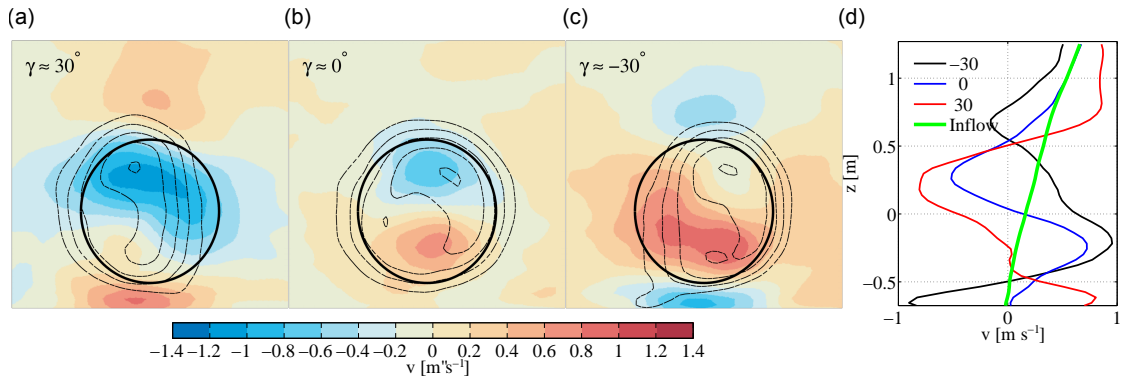 (a)
(b)
(c)
(d)
γ ≈ 30°
γ ≈ 0°
γ ≈ −30°
−30
0
30
Inflow
1
0.5
0
−0.5
z [m]
−1
0
1
v [m s⁻¹]
−1.4 −1.2 −1 −0.8 −0.6 −0.4 −0.2 0 0.2 0.4 0.6 0.8 1 1.2 1.4
v [m"s⁻¹]